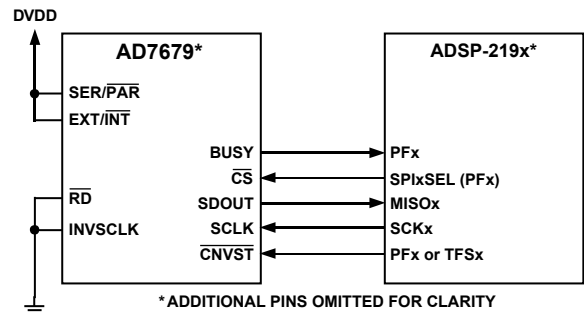 DVDD
AD7679*
ADSP-219x*
SER/PAR
EXT/INT
BUSY
PFx
CS
SPIxSEL (PFx)
RD
SDOUT
MISOx
INVSCLK
SCLK
SCKx
CNVST
PFx or TFSx
*ADDITIONAL PINS OMITTED FOR CLARITY